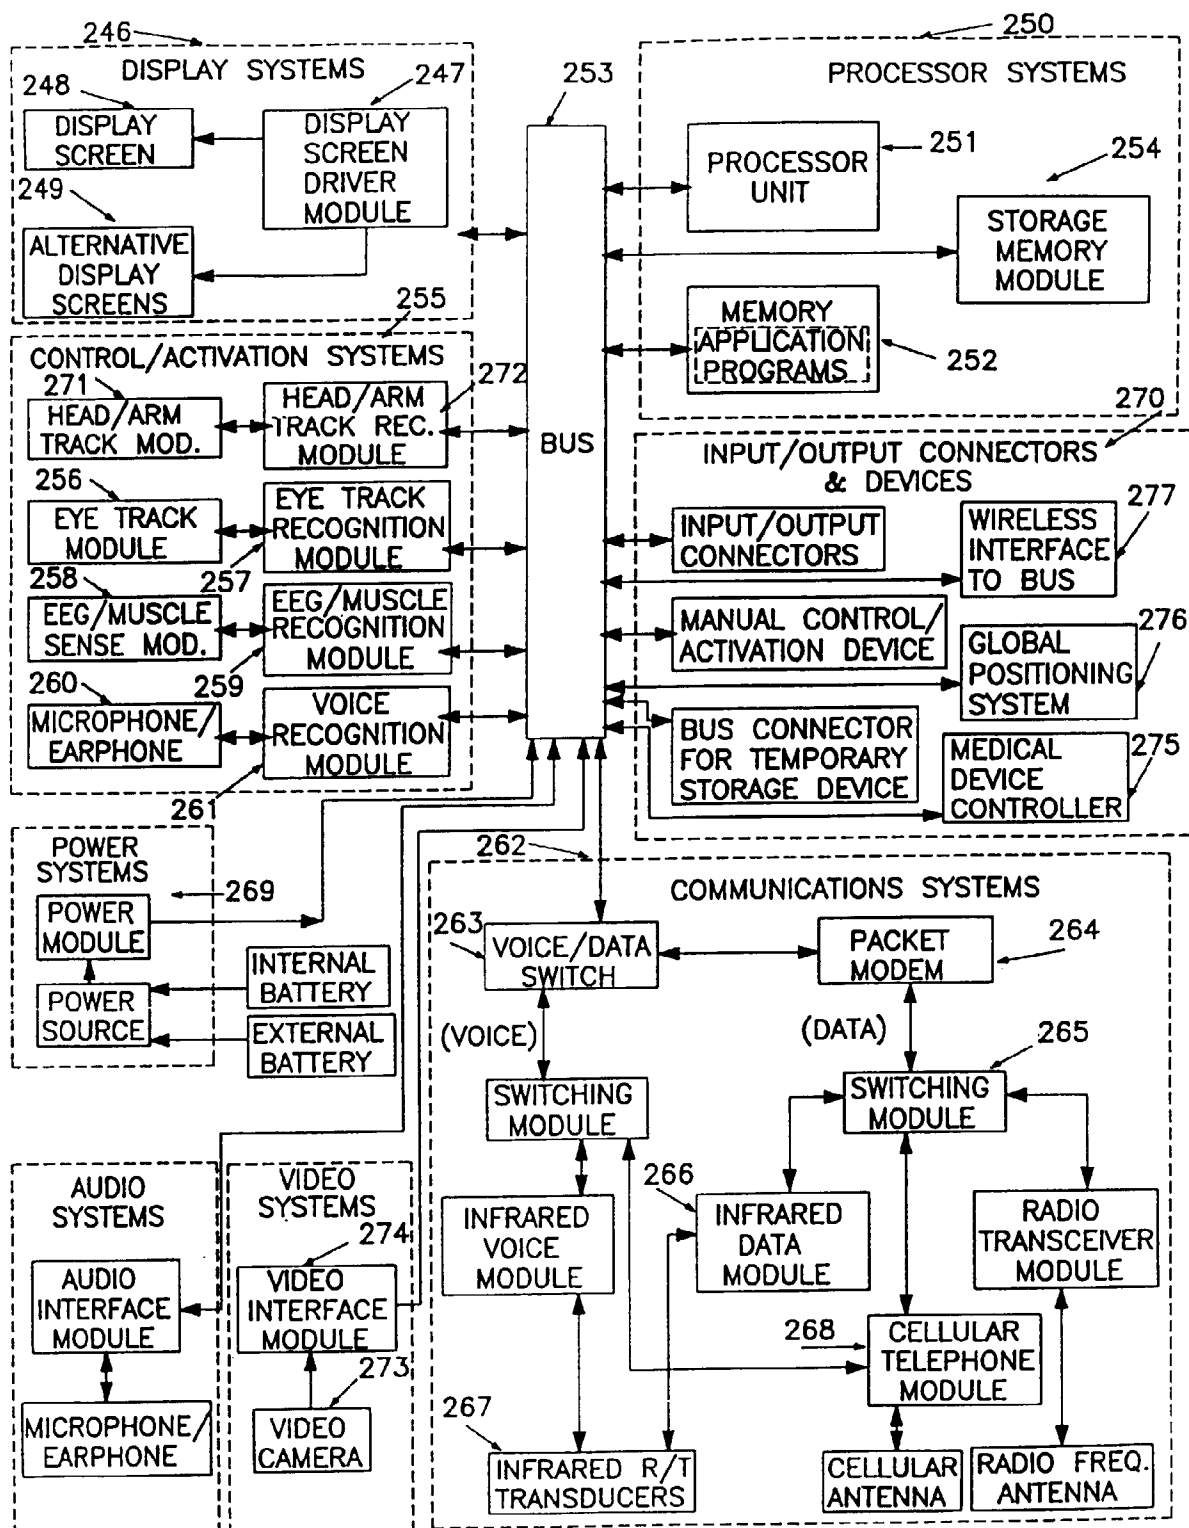 246
DISPLAY SYSTEMS
248
247
DISPLAY
SCREEN
DISPLAY
SCREEN
DRIVER
MODULE
249
ALTERNATIVE
DISPLAY
SCREENS
253
BUS
250
PROCESSOR SYSTEMS
PROCESSOR
UNIT
251
254
STORAGE
MEMORY
MODULE
MEMORY
APPLICATION
PROGRAMS
252
255
CONTROL/ACTIVATION SYSTEMS
271
272
HEAD/ARM
TRACK MOD.
HEAD/ARM
TRACK REC.
MODULE
256
EYE TRACK
MODULE
EYE TRACK
RECOGNITION
MODULE
257
258
EEG/MUSCLE
SENSE MOD.
EEG/MUSCLE
RECOGNITION
MODULE
259
260
MICROPHONE/
EARPHONE
VOICE
RECOGNITION
MODULE
261
270
INPUT/OUTPUT CONNECTORS
& DEVICES
INPUT/OUTPUT
CONNECTORS
WIRELESS
INTERFACE
TO BUS
277
MANUAL CONTROL/
ACTIVATION DEVICE
GLOBAL
POSITIONING
SYSTEM
276
BUS CONNECTOR
FOR TEMPORARY
STORAGE DEVICE
MEDICAL
DEVICE
CONTROLLER
275
POWER
SYSTEMS
269
POWER
MODULE
POWER
SOURCE
INTERNAL
BATTERY
EXTERNAL
BATTERY
262
COMMUNICATIONS SYSTEMS
263
VOICE/DATA
SWITCH
PACKET
MODEM
264
(VOICE)
(DATA)
265
SWITCHING
MODULE
SWITCHING
MODULE
266
INFRARED
VOICE
MODULE
INFRARED
DATA
MODULE
RADIO
TRANSCEIVER
MODULE
268
CELLULAR
TELEPHONE
MODULE
267
INFRARED R/T
TRANSDUCERS
CELLULAR
ANTENNA
RADIO FREQ.
ANTENNA
AUDIO
SYSTEMS
AUDIO
INTERFACE
MODULE
MICROPHONE/
EARPHONE
VIDEO
SYSTEMS
274
VIDEO
INTERFACE
MODULE
273
VIDEO
CAMERA